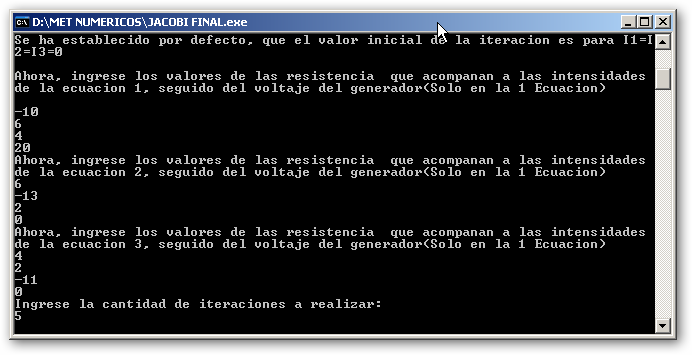 D:\MET NUMERICOS\JACOBI FINAL.exe
Se ha establecido por defecto, que el valor inicial de la iteracion es para I1=I
2=I3=0
Ahora, ingrese los valores de las resistencia  que acompanan a las intensidades
de la ecuacion 1, seguido del voltaje del generador(Solo en la 1 Ecuacion)
-10
6
4
20
Ahora, ingrese los valores de las resistencia  que acompanan a las intensidades
de la ecuacion 2, seguido del voltaje del generador(Solo en la 1 Ecuacion)
6
-13
2
0
Ahora, ingrese los valores de las resistencia  que acompanan a las intensidades
de la ecuacion 3, seguido del voltaje del generador(Solo en la 1 Ecuacion)
4
2
-11
0
Ingrese la cantidad de iteraciones a realizar:
5